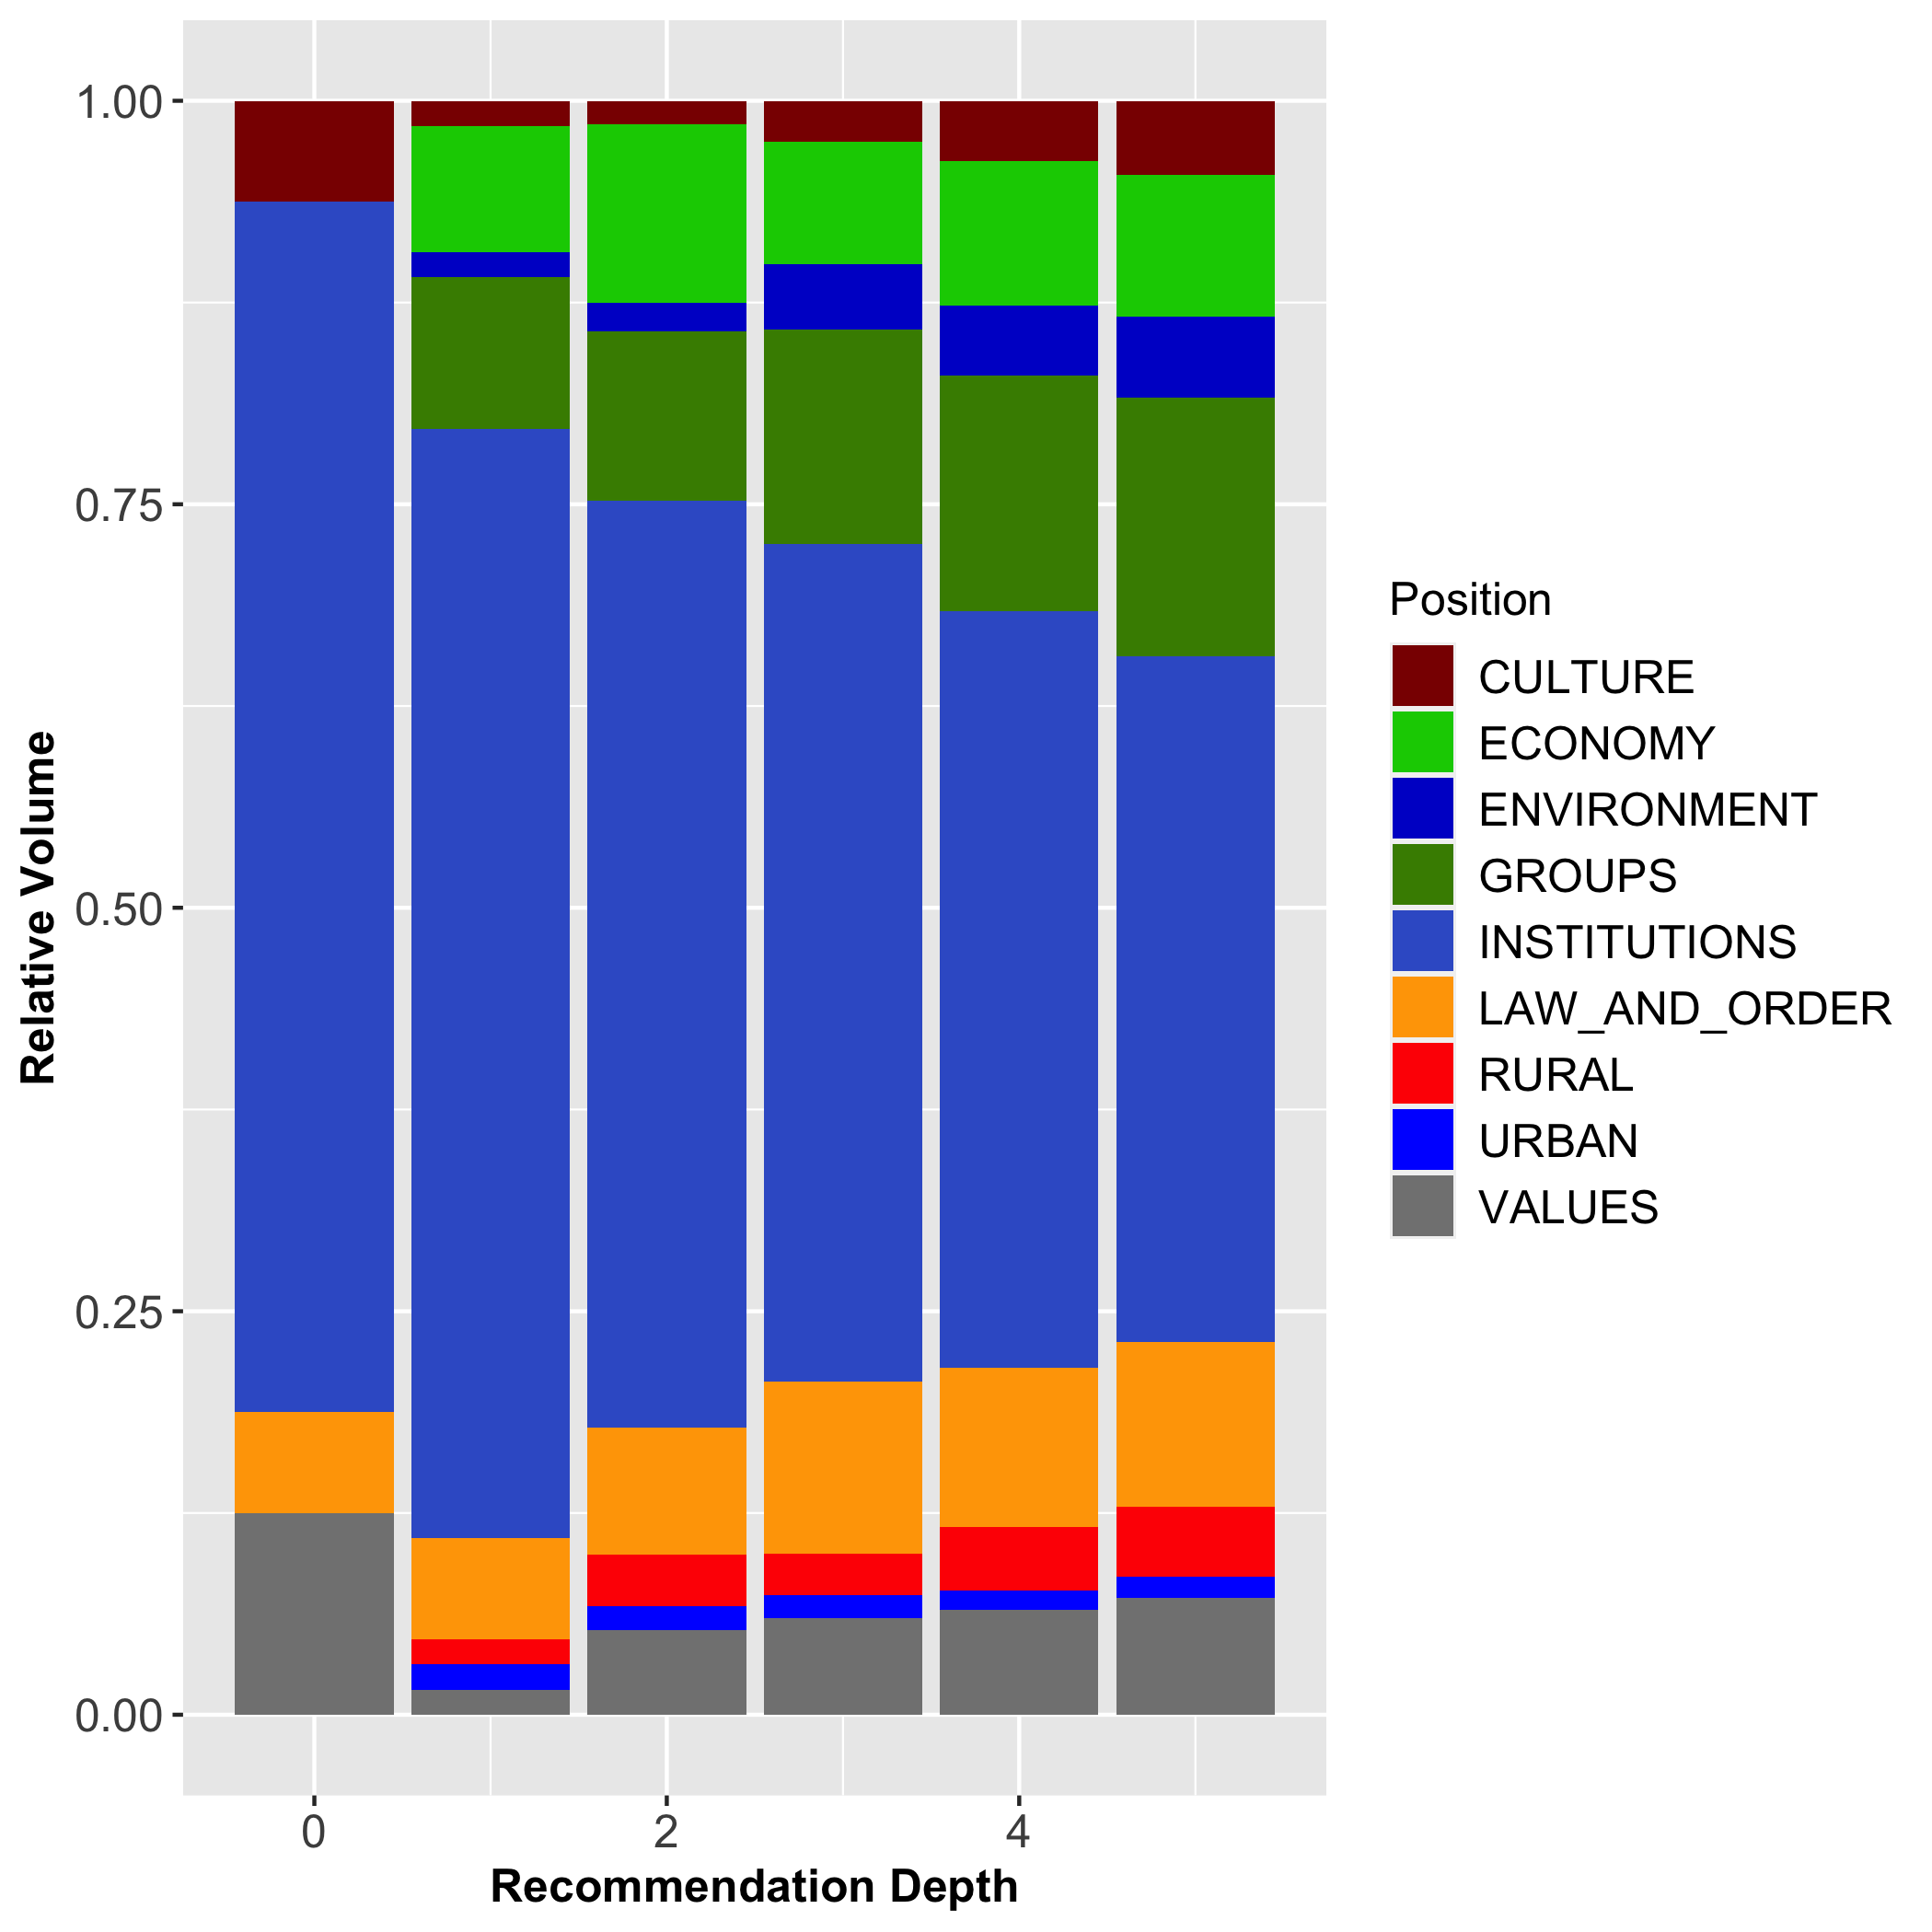 1.00
0.75
0.50
0.25
0.00
Relative Volume
0 2 4
Recommendation Depth
Position
CULTURE
ECONOMY
ENVIRONMENT
GROUPS
INSTITUTIONS
LAW_AND_ORDER
RURAL
URBAN
VALUES